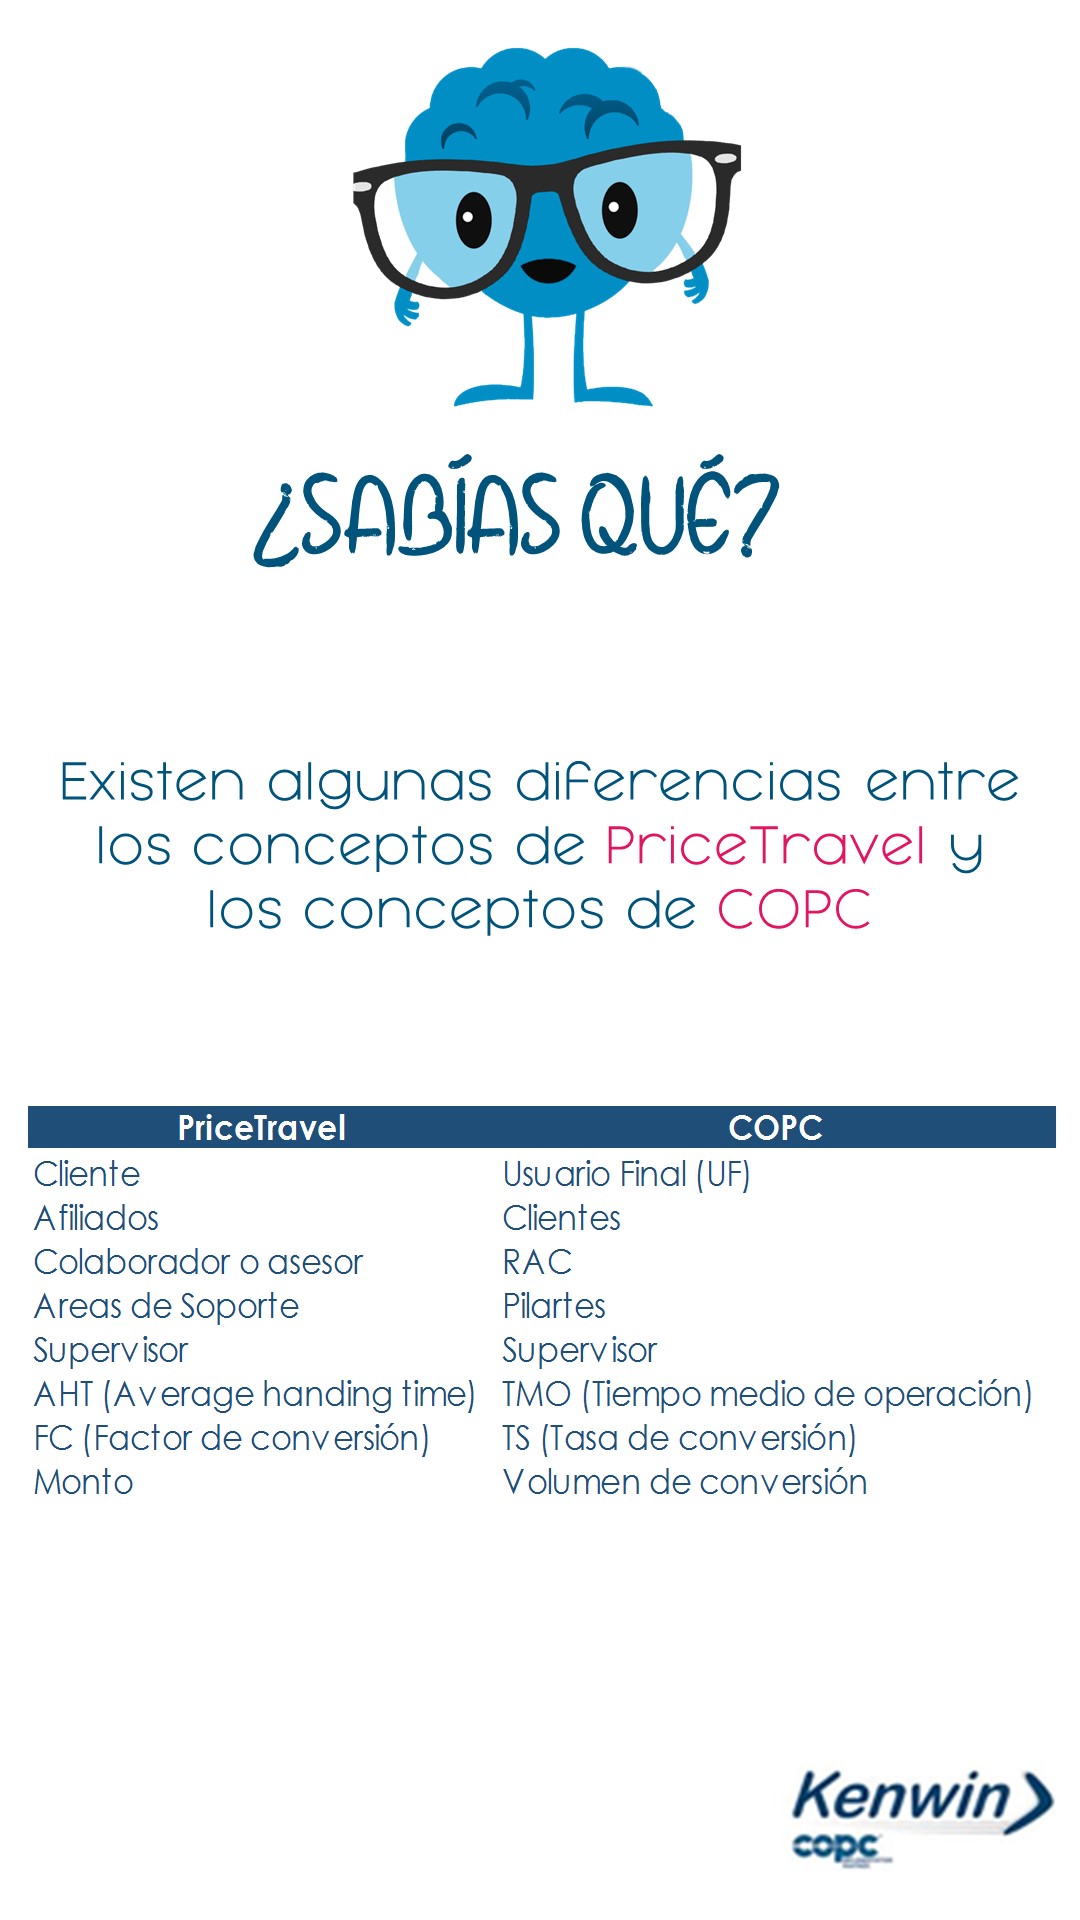 ¿SABÍAS QUÉ?
Existen algunas diferencias entre
los conceptos de PriceTravel y
los conceptos de COPC
PriceTravel COPC
Cliente Usuario Final (UF)
Afiliados Clientes
Colaborador o asesor RAC
Areas de Soporte Pilartes
Supervisor Supervisor
AHT (Average handing time) TMO (Tiempo medio de operación)
FC (Factor de conversión) TS (Tasa de conversión)
Monto Volumen de conversión
Kenwin
copc